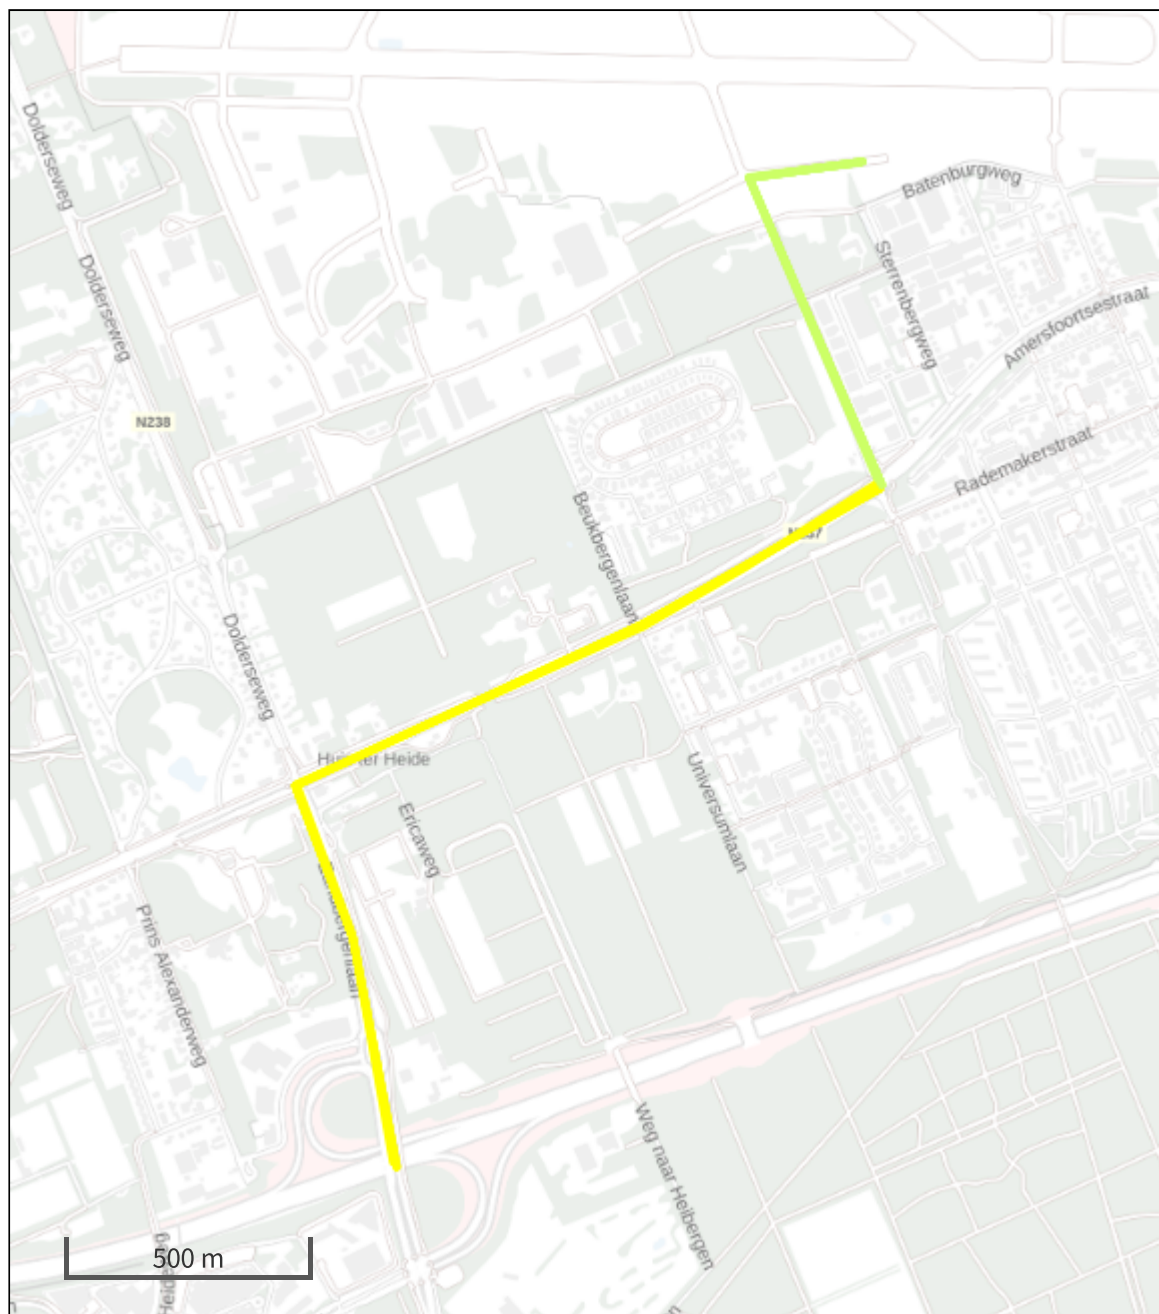 Dolderseweg
Batenburgweg
Sterrenbergweg
Dolderseweg
Amersfoortsestraat
N238
Rademakerstraat
Beukbergenlaan
Dolderseweg
Universumlaan
Ericaweg
Prins Alexanderweg
Weg naar Heibergen
500 m